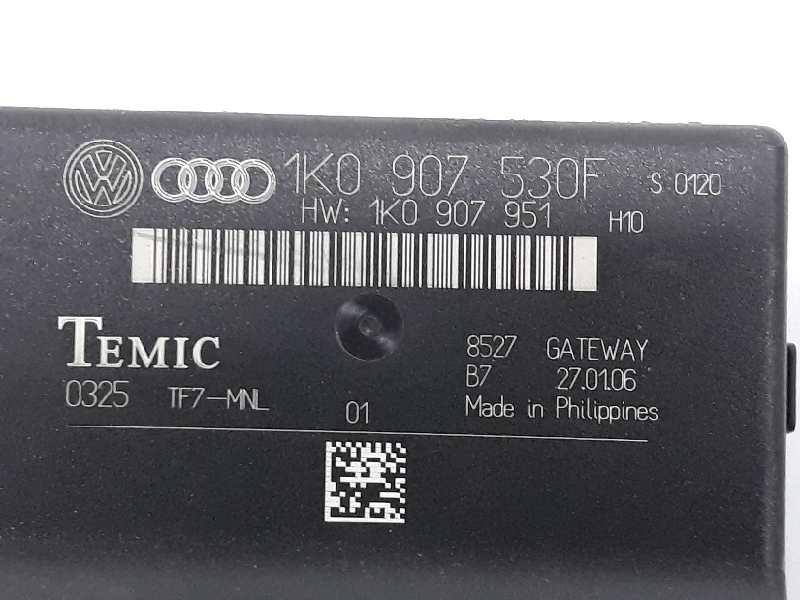 1K0 907 530F S 0120
HW: 1K0 907 951 H10
TEMIC
8527 GATEWAY
B7 27.01.06
0325 TF7-MNL 01
Made in Philippines